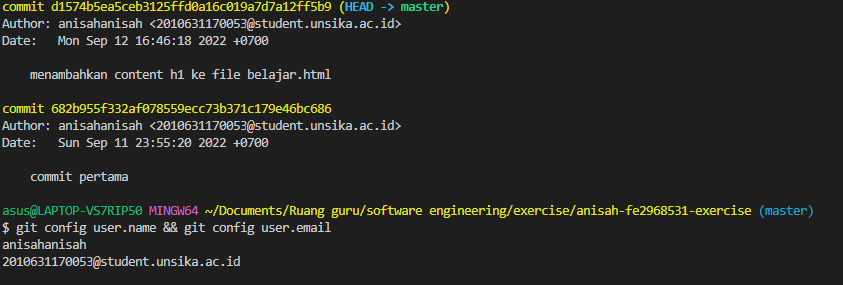 commit d1574b5ea5ceb3125ffd0a16c019a7d7a12ff5b9 (HEAD -> master)
Author: anisahanisah <2010631170053@student.unsika.ac.id>
Date:   Mon Sep 12 16:46:18 2022 +0700
    menambahkan content h1 ke file belajar.html
commit 682b955f332af078559ecc73b371c179e46bc686
Author: anisahanisah <2010631170053@student.unsika.ac.id>
Date:   Sun Sep 11 23:55:20 2022 +0700
    commit pertama
asus@LAPTOP-VS7RIP50 MINGW64 ~/Documents/Ruang guru/software engineering/exercise/anisah-fe2968531-exercise (master)
$ git config user.name && git config user.email
anisahanisah
2010631170053@student.unsika.ac.id